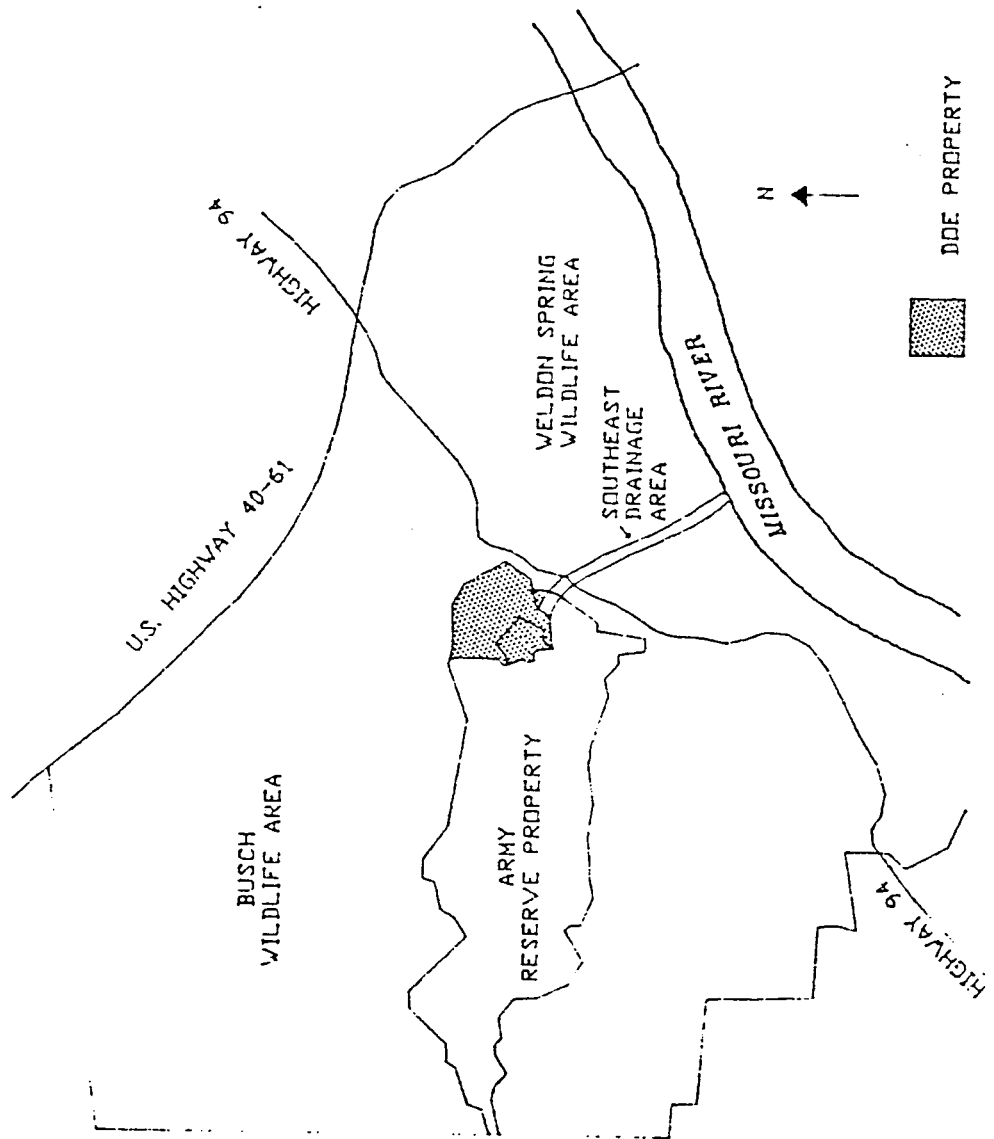 HIGHWAY 94
U.S. HIGHWAY 40-61
BUSCH
WILDLIFE AREA
WELDON SPRING
WILDLIFE AREA
SOUTHEAST
DRAINAGE
AREA
ARMY
RESERVE PROPERTY
MISSOURI RIVER
HIGHWAY 94
N
DOE PROPERTY